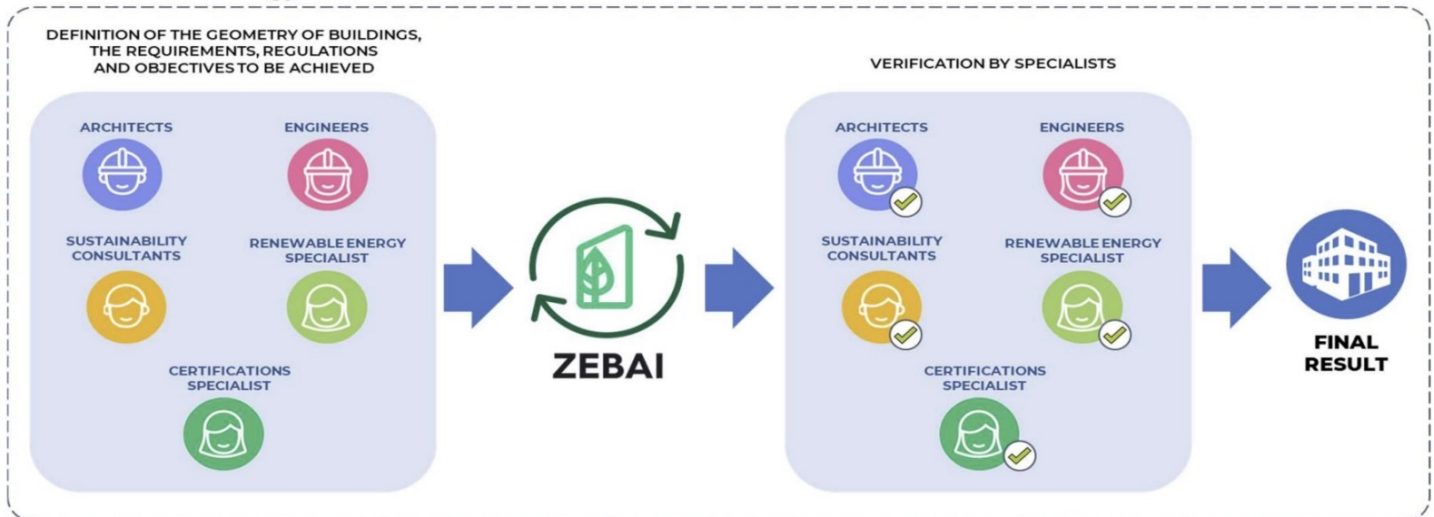 DEFINITION OF THE GEOMETRY OF BUILDINGS,
THE REQUIREMENTS, REGULATIONS
AND OBJECTIVES TO BE ACHIEVED
ARCHITECTS
ENGINEERS
SUSTAINABILITY
CONSULTANTS
RENEWABLE ENERGY
SPECIALIST
CERTIFICATIONS
SPECIALIST
ZEBAI
VERIFICATION BY SPECIALISTS
ARCHITECTS
ENGINEERS
SUSTAINABILITY
CONSULTANTS
RENEWABLE ENERGY
SPECIALIST
CERTIFICATIONS
SPECIALIST
FINAL
RESULT